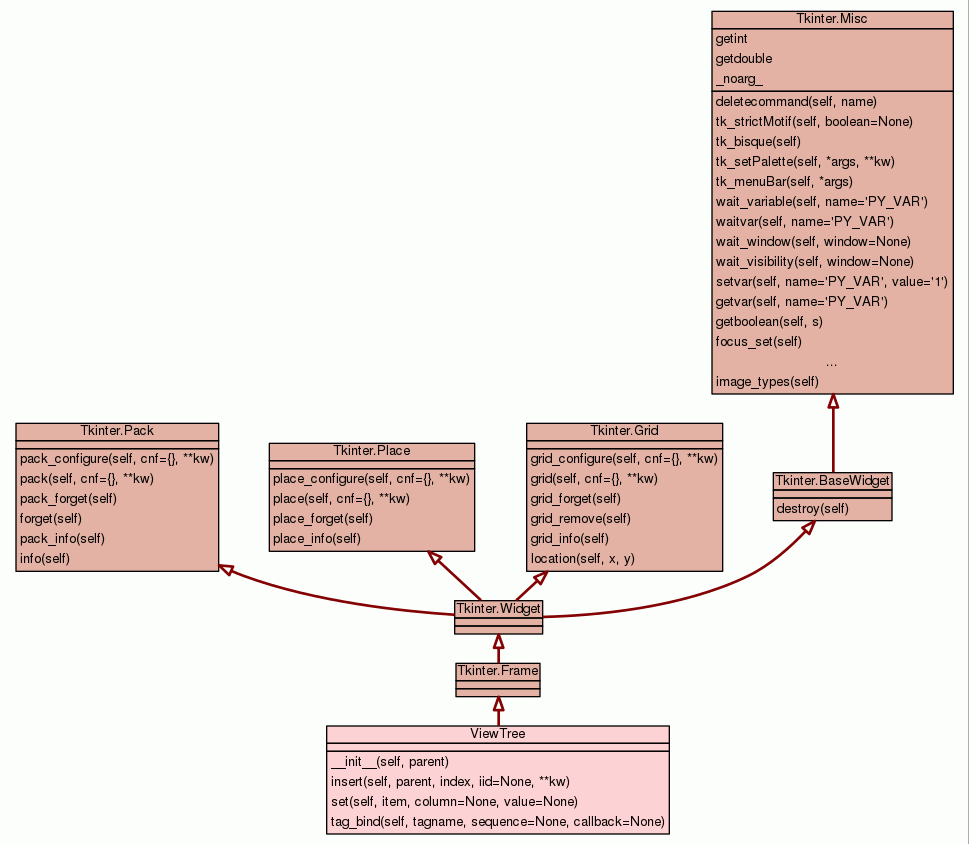 Tkinter.Misc
getint
getdouble
_noarg_
deletecommand(self, name)
tk_strictMotif(self, boolean=None)
tk_bisque(self)
tk_setPalette(self, *args, **kw)
tk_menuBar(self, *args)
wait_variable(self, name='PY_VAR')
waitvar(self, name='PY_VAR')
wait_window(self, window=None)
wait_visibility(self, window=None)
setvar(self, name='PY_VAR', value='1')
getvar(self, name='PY_VAR')
getboolean(self, s)
focus_set(self)
...
image_types(self)
Tkinter.Pack
pack_configure(self, cnf={}, **kw)
pack(self, cnf={}, **kw)
pack_forget(self)
forget(self)
pack_info(self)
info(self)
Tkinter.Place
place_configure(self, cnf={}, **kw)
place(self, cnf={}, **kw)
place_forget(self)
place_info(self)
Tkinter.Grid
grid_configure(self, cnf={}, **kw)
grid(self, cnf={}, **kw)
grid_forget(self)
grid_remove(self)
grid_info(self)
location(self, x, y)
Tkinter.BaseWidget
destroy(self)
Tkinter.Widget
Tkinter.Frame
ViewTree
__init__(self, parent)
insert(self, parent, index, iid=None, **kw)
set(self, item, column=None, value=None)
tag_bind(self, tagname, sequence=None, callback=None)